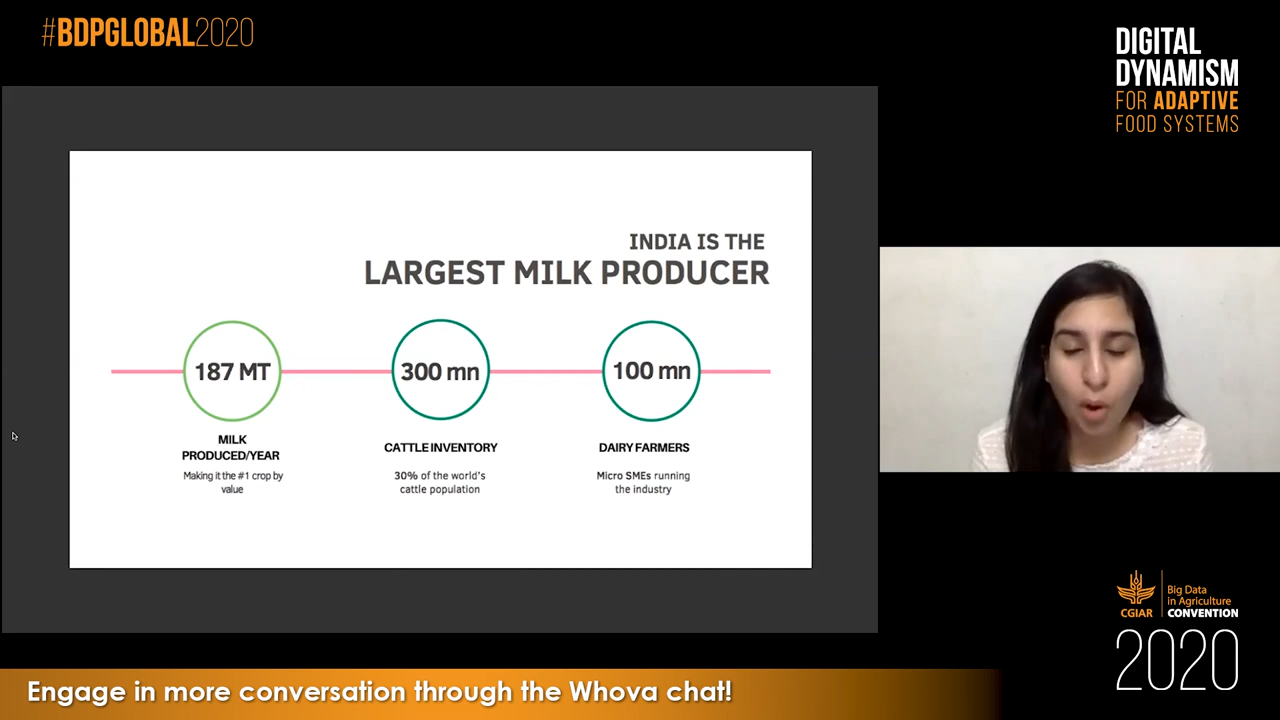 #BDPGLOBAL2020
DIGITAL
DYNAMISM
FOR ADAPTIVE
FOOD SYSTEMS
INDIA IS THE
LARGEST MILK PRODUCER
187 MT
300 mn
100 mn
MILK
PRODUCED/YEAR
Making it the #1 crop by
value
CATTLE INVENTORY
30% of the world's
cattle population
DAIRY FARMERS
Micro SMEs running
the industry
CGIAR
Big Data
in Agriculture
CONVENTION
2020
Engage in more conversation through the Whova chat!